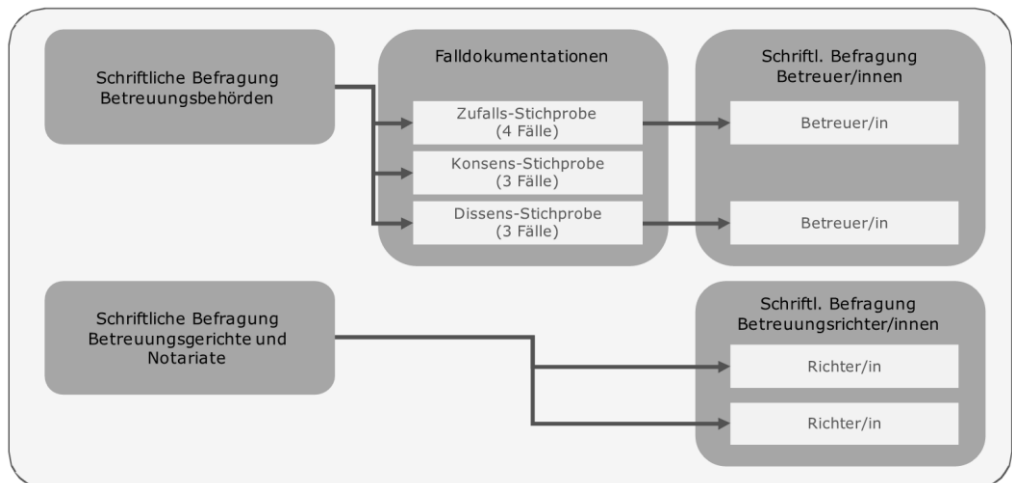 Schriftliche Befragung
Betreuungsbehörden
Falldokumentationen
Zufalls-Stichprobe
(4 Fälle)
Konsens-Stichprobe
(3 Fälle)
Dissens-Stichprobe
(3 Fälle)
Schriftl. Befragung
Betreuer/innen
Betreuer/in
Betreuer/in
Schriftliche Befragung
Betreuungsgerichte und
Notariate
Schriftl. Befragung
Betreuungsrichter/innen
Richter/in
Richter/in